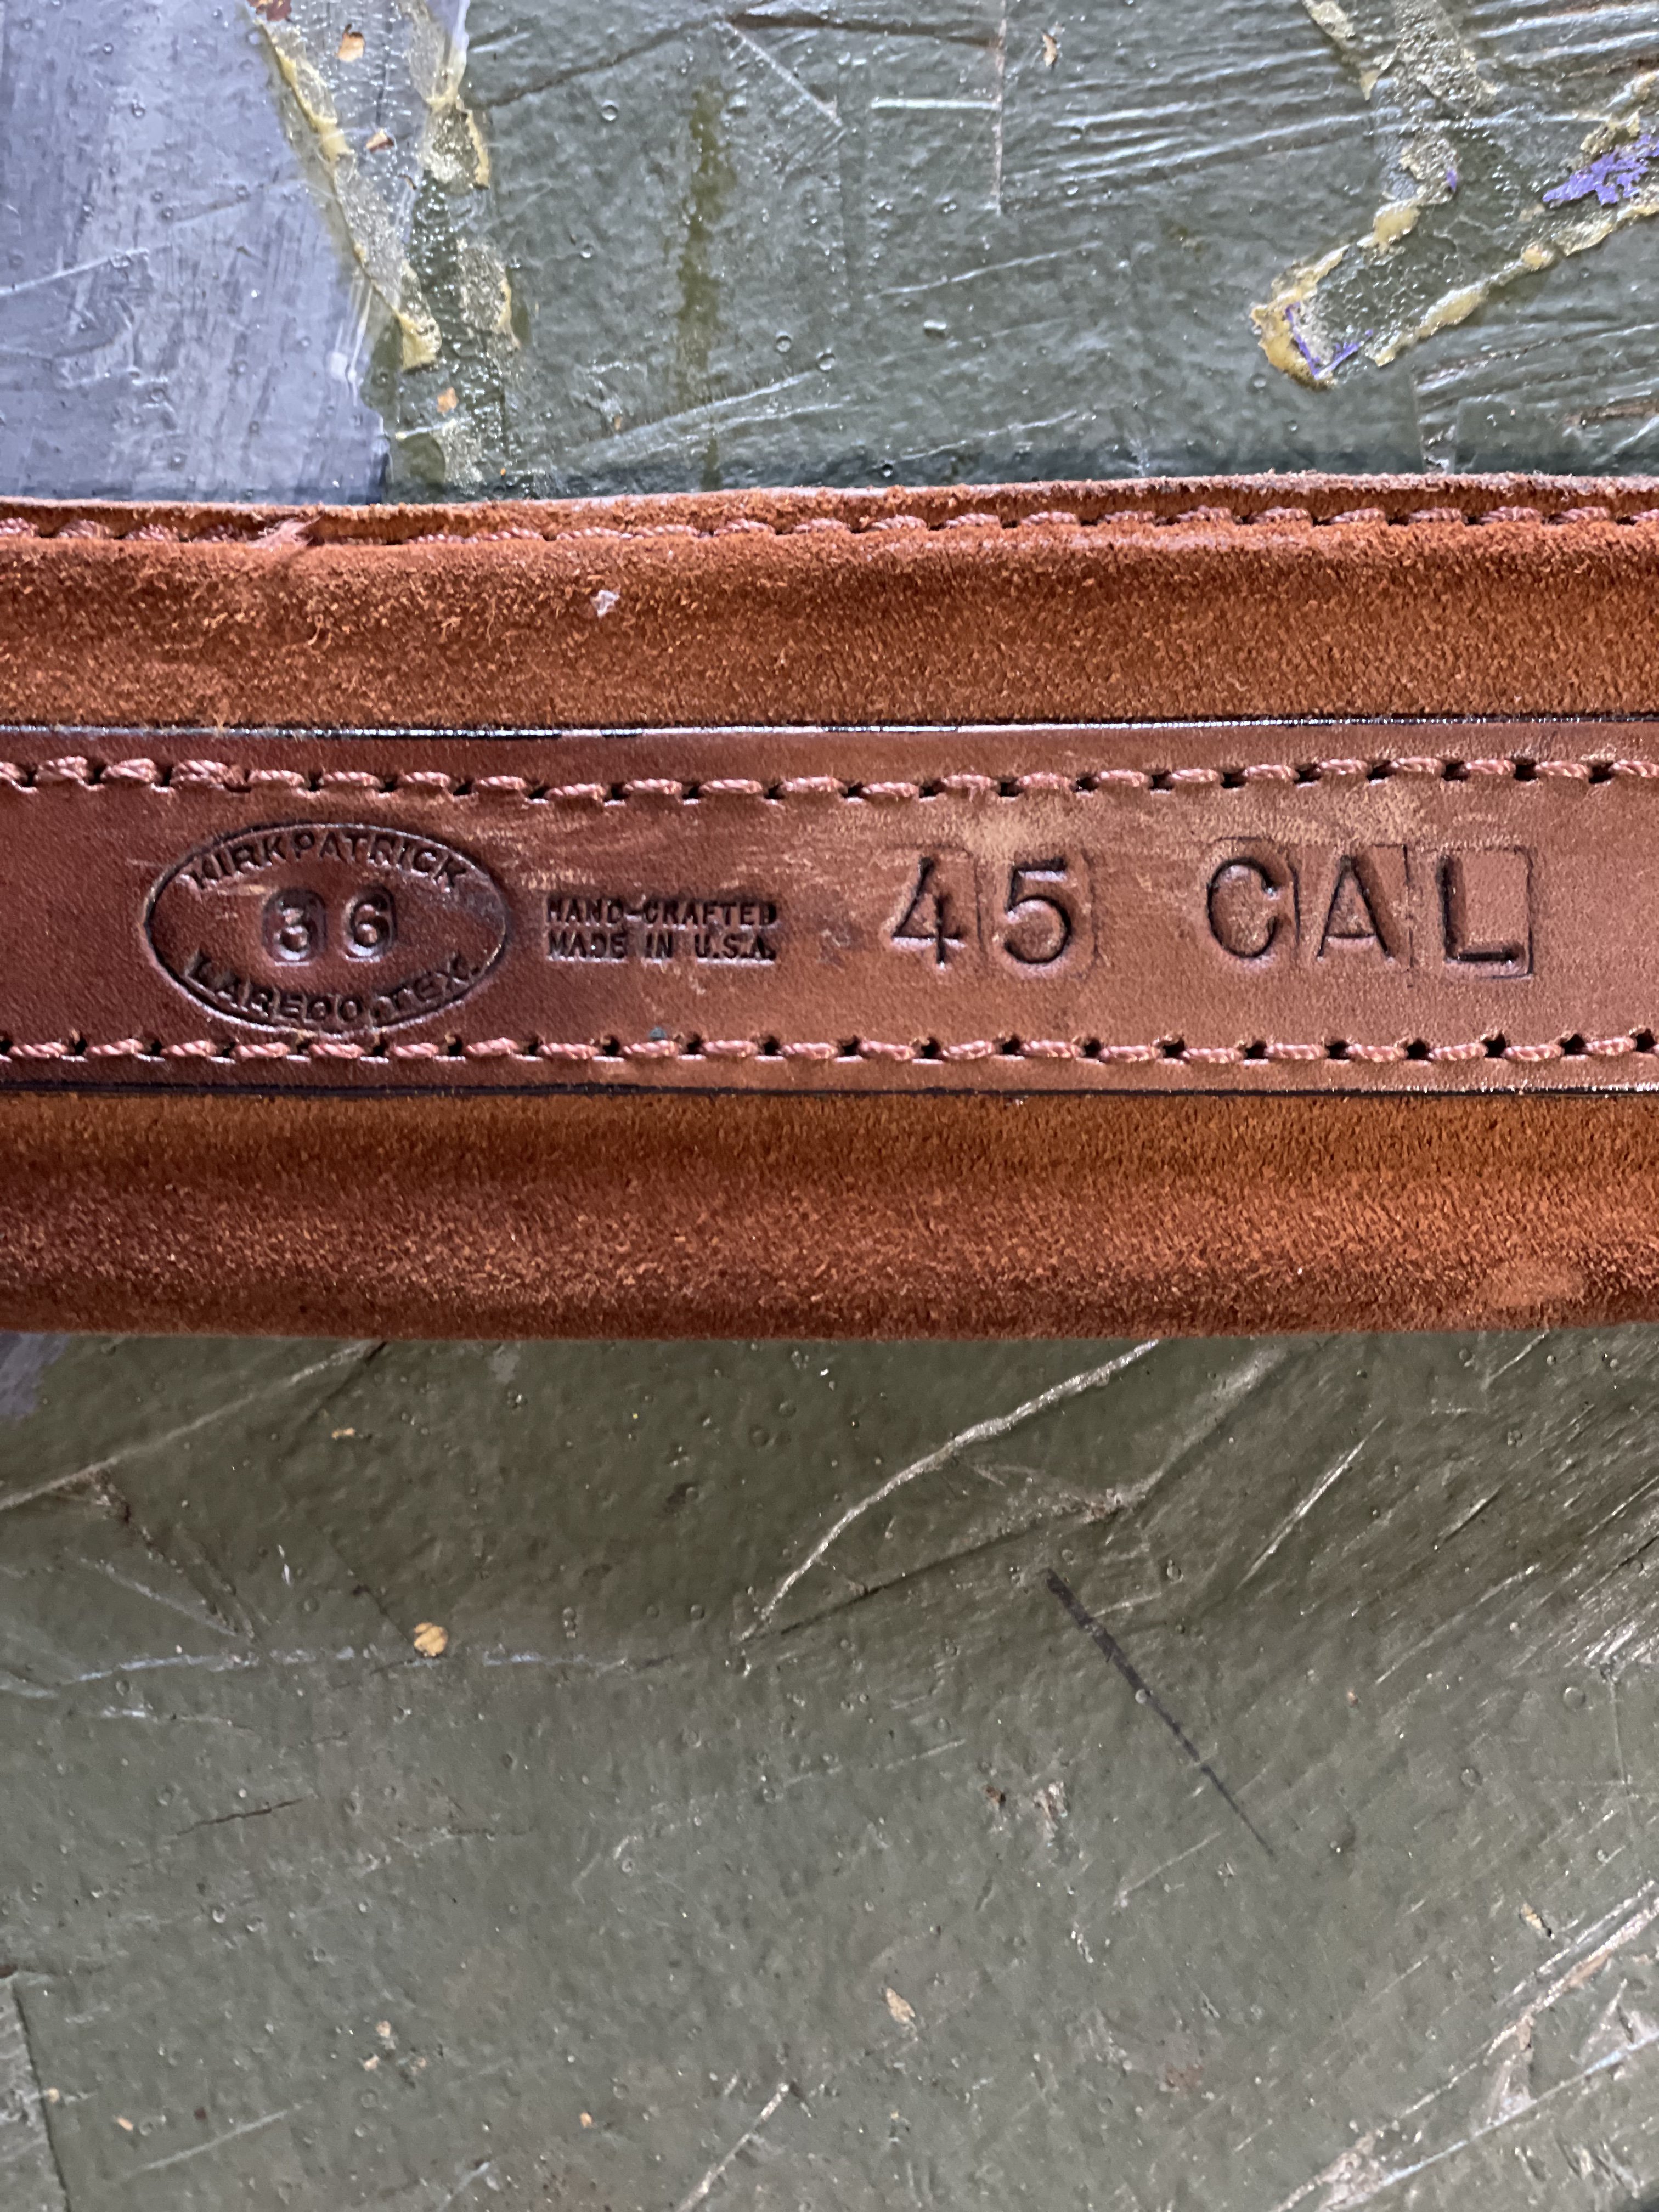 KIRKPATRICK
36
LAREDO, TEX.
HAND-CRAFTED
MADE IN U.S.A.
45 CAL